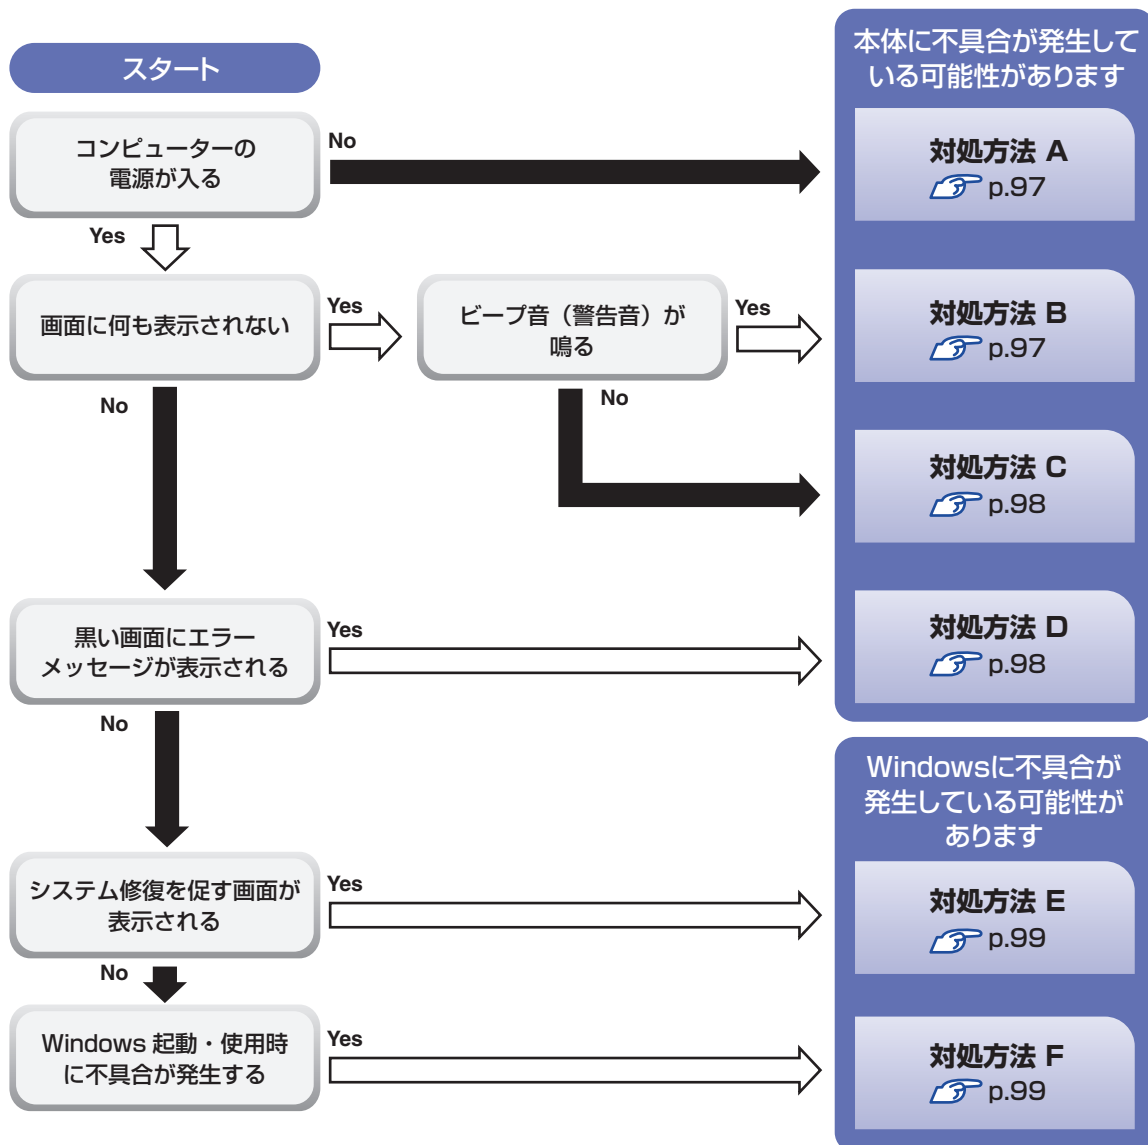 スタート
コンピューターの
電源が入る
No
Yes
画面に何も表示されない
Yes
ビープ音（警告音）が
鳴る
Yes
No
No
黒い画面にエラー
メッセージが表示される
Yes
No
システム修復を促す画面が
表示される
Yes
No
Windows 起動・使用時
に不具合が発生する
Yes
本体に不具合が発生して
いる可能性があります
対処方法 A
p.97
対処方法 B
p.97
対処方法 C
p.98
対処方法 D
p.98
Windowsに不具合が
発生している可能性が
あります
対処方法 E
p.99
対処方法 F
p.99